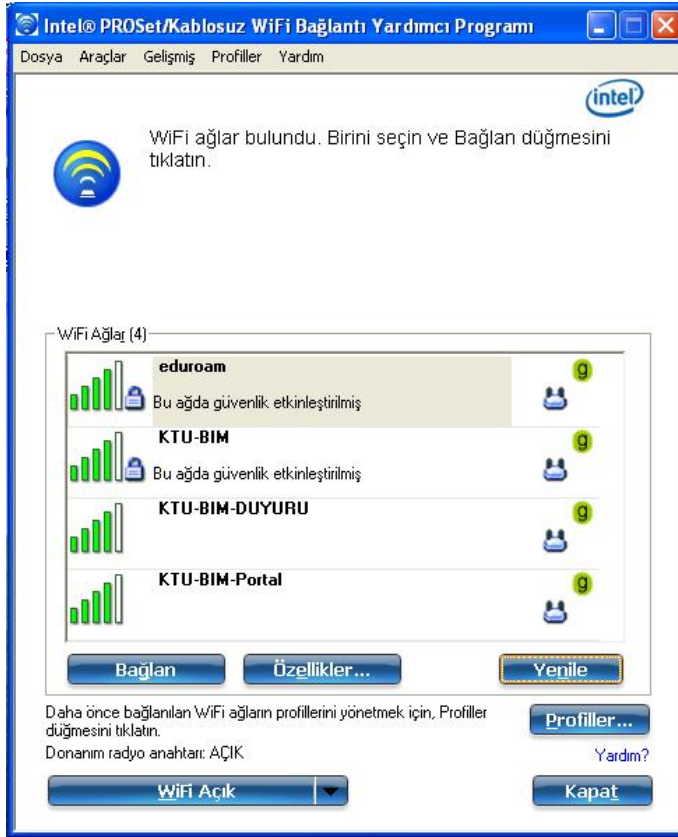 Intel® PROSet/Kablosuz WiFi Bağlantı Yardımcı Programı
Dosya Araçlar Gelişmiş Profiller Yardım
intel
WiFi ağlar bulundu. Birini seçin ve Bağlan düğmesini
tıklatın.
WiFi Ağlar (4)
eduroam
g
Bu ağda güvenlik etkinleştirilmiş
KTU-BIM
g
Bu ağda güvenlik etkinleştirilmiş
KTU-BIM-DUYURU
g
KTU-BIM-Portal
g
Bağlan Özellikler... Yenile
Daha önce bağlanılan WiFi ağların profillerini yönetmek için, Profiller
düğmesini tıklatın.
Profiller...
Donanım radyo anahtarı: AÇIK
Yardım?
WiFi Açık Kapat